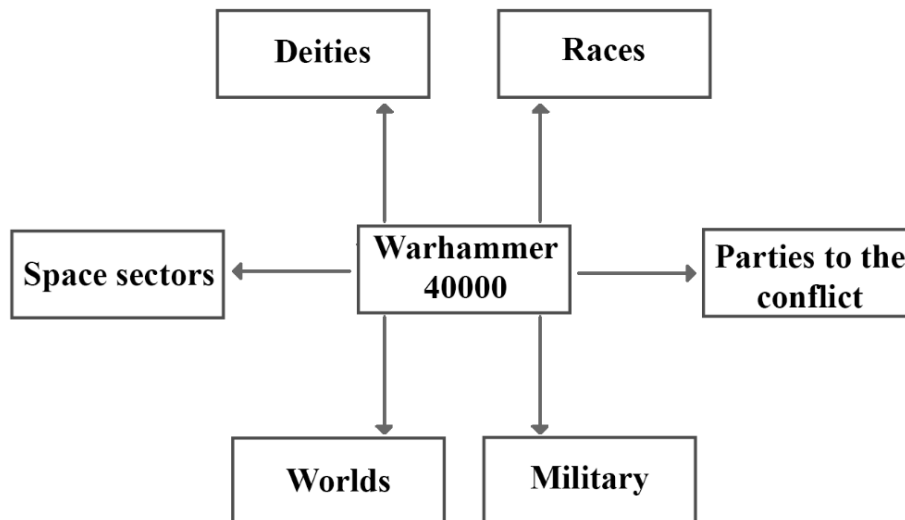 Deities
Races
Warhammer
40000
Space sectors
Parties to the
conflict
Worlds
Military